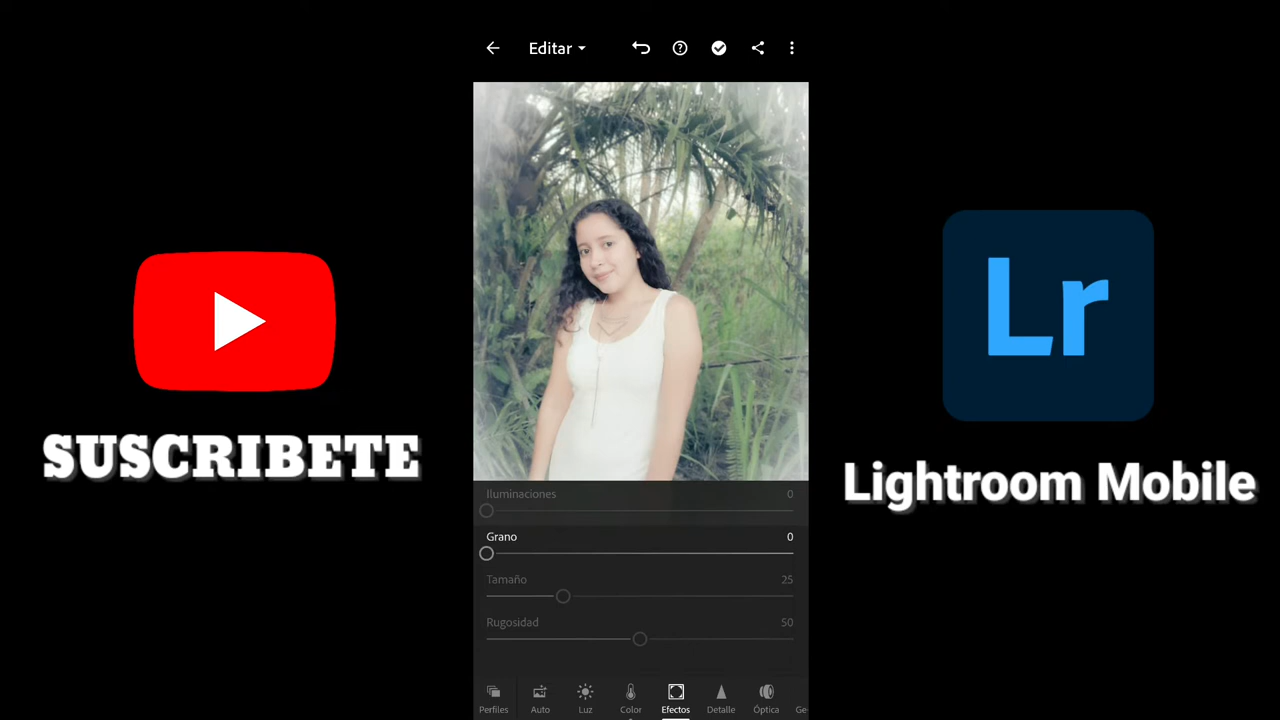 Editar
Iluminaciones 0
Grano 0
Tamaño 25
Rugosidad 50
Perfiles Auto Luz Color Efectos Detalle Óptica Ge
SUSCRIBETE
Lr
Lightroom Mobile